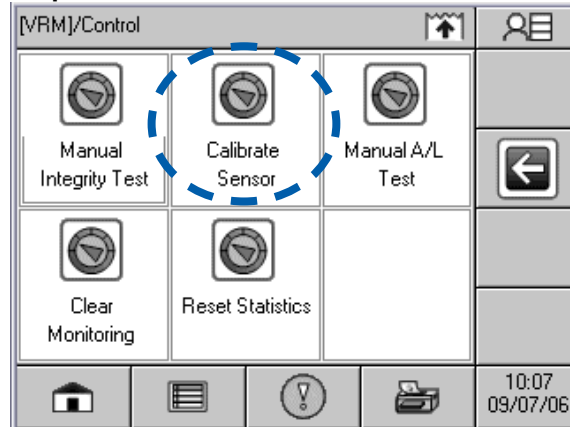 [VRM]/Control
Manual
Integrity Test
Calibrate
Sensor
Manual A/L
Test
Clear
Monitoring
Reset Statistics
10:07
09/07/06